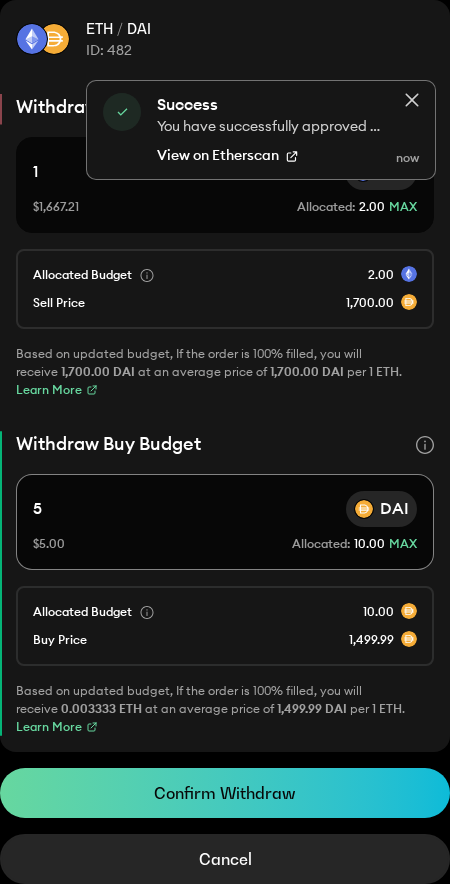 ETH / DAI
ID: 482
Success
You have successfully approved ...
View on Etherscan
now
1
$1,667.21
Allocated: 2.00 MAX
Allocated Budget
2.00
Sell Price
1,700.00
Based on updated budget, If the order is 100% filled, you will
receive 1,700.00 DAI at an average price of 1,700.00 DAI per 1 ETH.
Learn More
Withdraw Buy Budget
5
DAI
$5.00
Allocated: 10.00 MAX
Allocated Budget
10.00
Buy Price
1,499.99
Based on updated budget, If the order is 100% filled, you will
receive 0.003333 ETH at an average price of 1,499.99 DAI per 1 ETH.
Learn More
Confirm Withdraw
Cancel